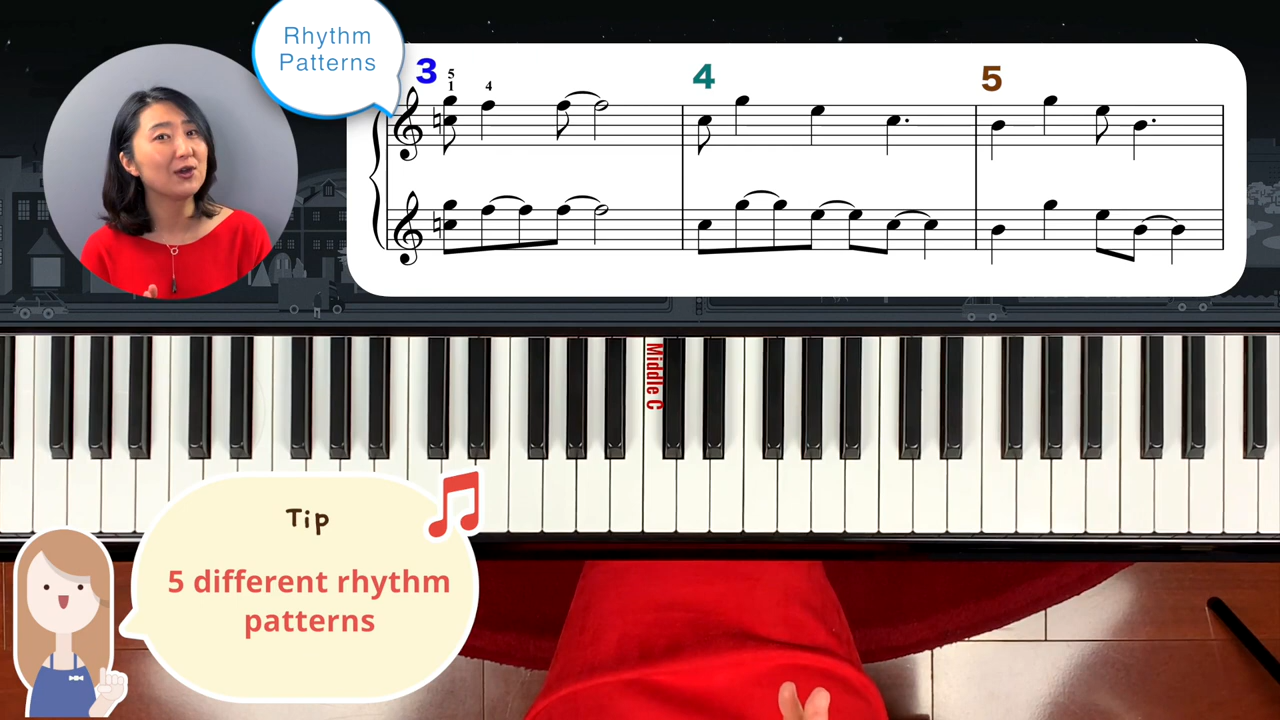 Rhythm
Patterns
3
5
1
4
4
5
Middle C
Tip
5 different rhythm
patterns